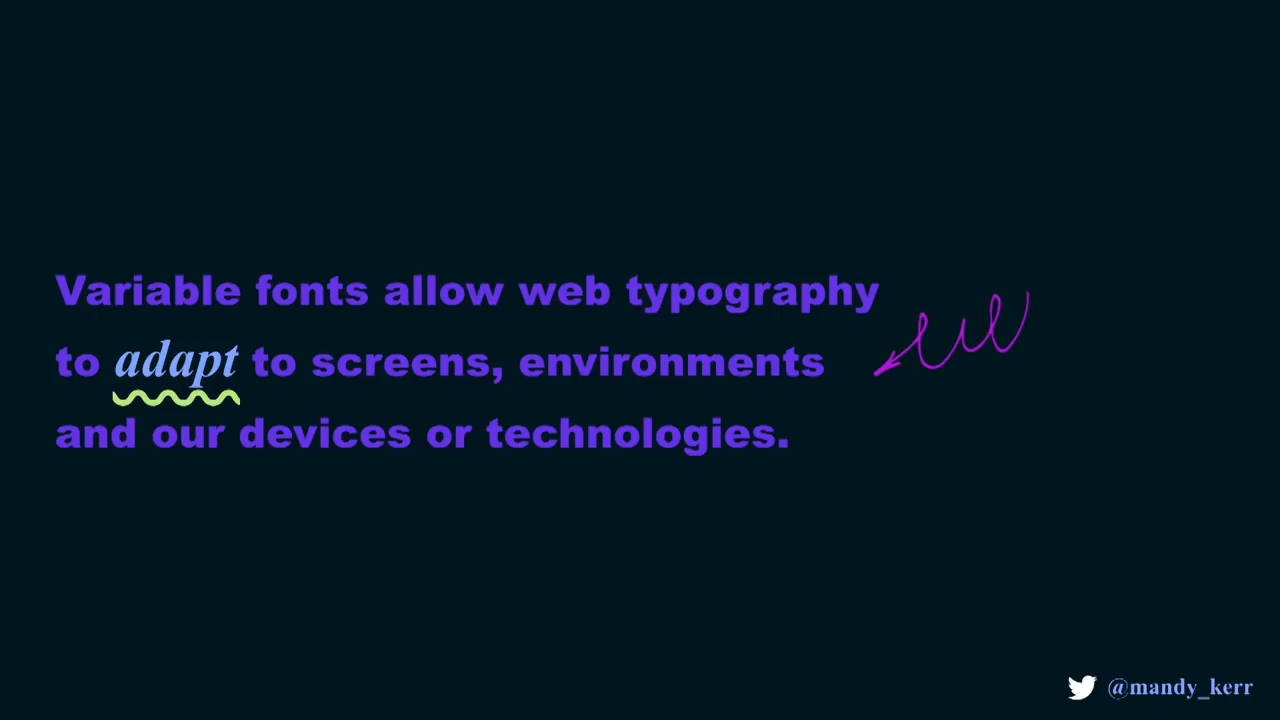 Variable fonts allow web typography
to adapt to screens, environments
and our devices or technologies.
@mandy_kerr